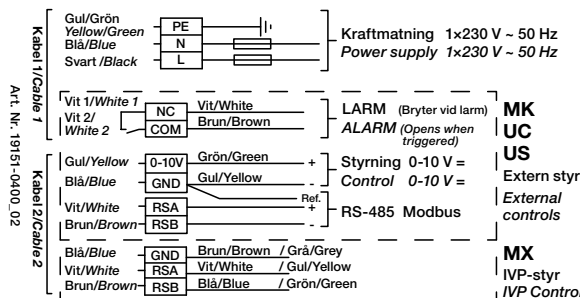 Gul/Grön
Yellow/Green PE
Blå/Blue N
Svart /Black L
Kraftmatning 1×230 V ~ 50 Hz
Power supply 1×230 V ~ 50 Hz
Kabel 1/Cable 1
Art. Nr. 19151-0400_02
Vit 1/White 1 NC Vit/White
Vit 2/
White 2 COM Brun/Brown
LARM (Bryter vid larm)
ALARM (Opens when
triggered)
MK
UC
US
Extern styr
External
controls
Kabel 2/Cable 2
Gul/Yellow 0-10V Grön/Green +
Blå/Blue GND Gul/Yellow -
Styrning 0-10 V =
Control 0-10 V =
Ref.
Vit/White RSA +
Brun/Brown RSB -
RS-485 Modbus
Blå/Blue GND Brun/Brown / Grå/Grey
Vit/White RSA Vit/White / Gul/Yellow
Brun/Brown RSB Blå/Blue / Grön/Green
MX
IVP-styr
IVP Control